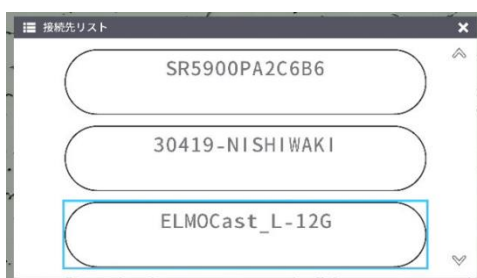 接続先リスト
SR5900PA2C6B6
30419-NISHIWAKI
ELMOCast_L-12G